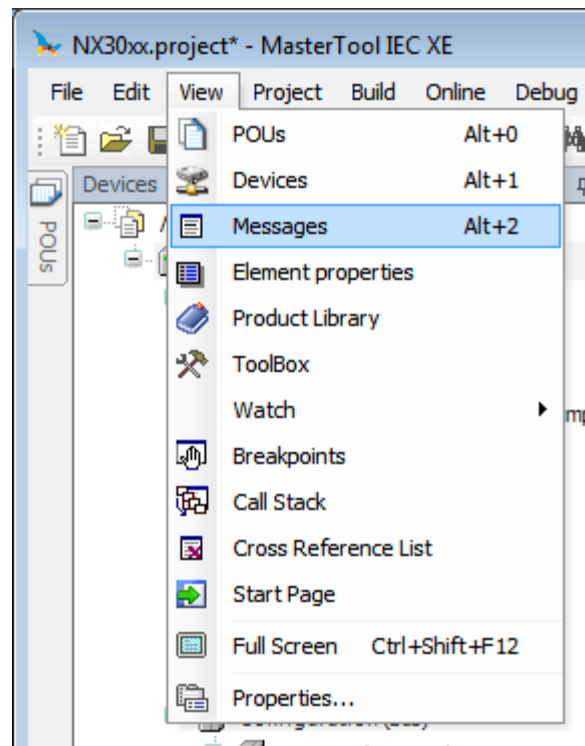 NX30xx.project* - MasterTool IEC XE
File Edit View Project Build Online Debug
Devices
POUs
POUs Alt+0
Devices Alt+1
Messages Alt+2
Element properties
Product Library
ToolBox
Watch
Breakpoints
Call Stack
Cross Reference List
Start Page
Full Screen Ctrl+Shift+F12
Properties...